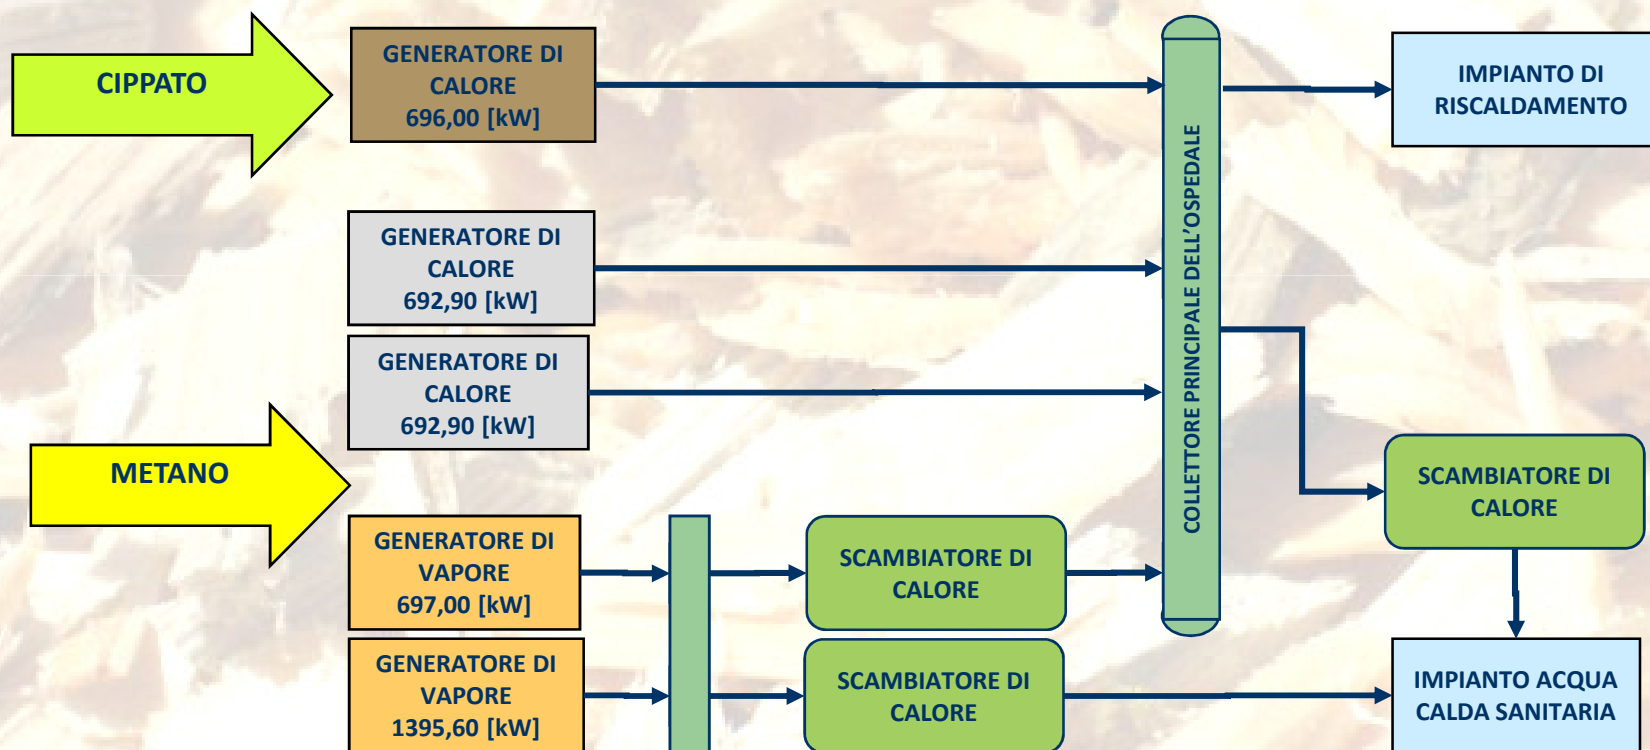 CIPPATO
GENERATORE DI
CALORE
696,00 [kW]
IMPIANTO DI
RISCALDAMENTO
COLLETTORE PRINCIPALE DELL'OSPEDALE
GENERATORE DI
CALORE
692,90 [kW]
GENERATORE DI
CALORE
692,90 [kW]
METANO
SCAMBIATORE DI
CALORE
GENERATORE DI
VAPORE
697,00 [kW]
SCAMBIATORE DI
CALORE
GENERATORE DI
VAPORE
1395,60 [kW]
SCAMBIATORE DI
CALORE
IMPIANTO ACQUA
CALDA SANITARIA